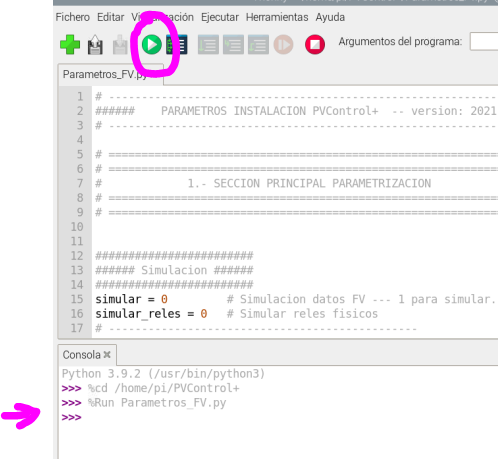 Fichero Editar Visualización Ejecutar Herramientas Ayuda
Argumentos del programa:
Parametros_FV.py
1 # ------------------------------------------------------------
2 ###### PARAMETROS INSTALACION PVControl+ -- version: 2021
3 # ------------------------------------------------------------
4
5 # ============================================================
6 # ============================================================
7 # 1.- SECCION PRINCIPAL PARAMETRIZACION
8 # ============================================================
9 # ============================================================
10
11
12 ########################
13 ###### Simulacion ######
14 ########################
15 simular = 0 # Simulacion datos FV --- 1 para simular.
16 simular_reles = 0 # Simular reles fisicos
17 # -----------------------------------------------
Consola
Python 3.9.2 (/usr/bin/python3)
>>> %cd /home/pi/PVControl+
>>> %Run Parametros_FV.py
>>>